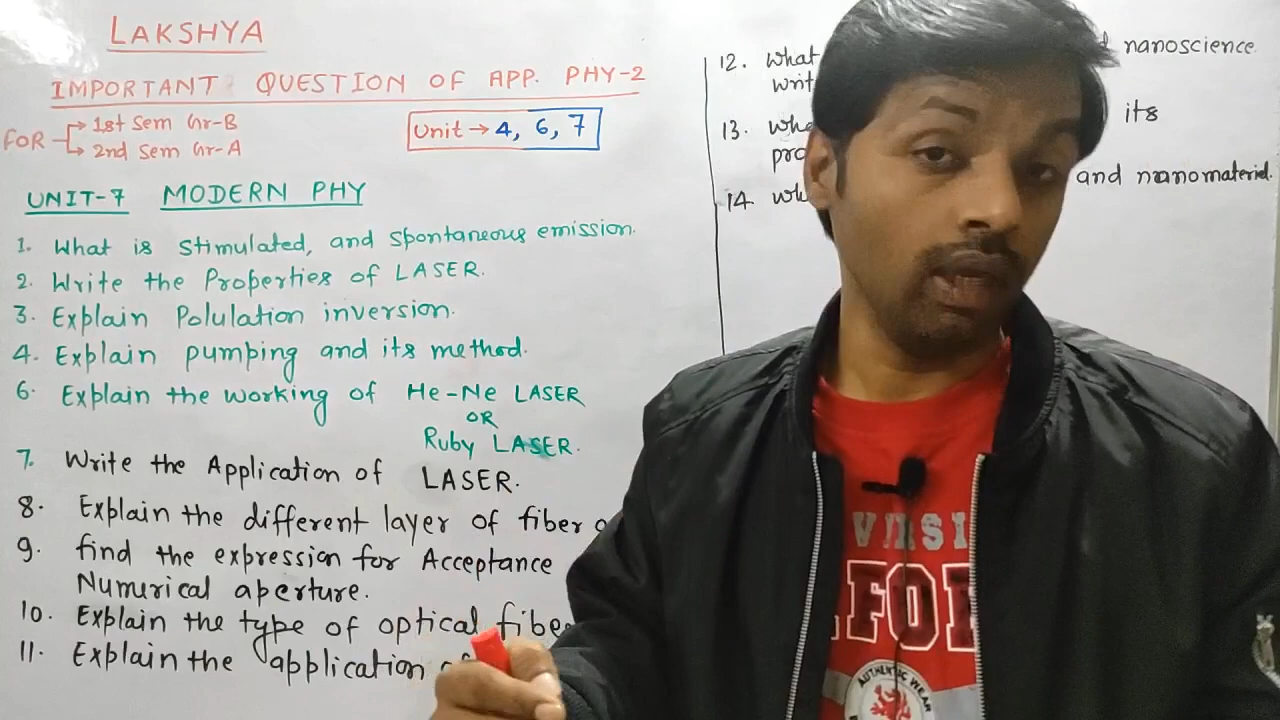 LAKSHYA
IMPORTANT QUESTION OF APP. PHY-2
FOR → 1st Sem Gr-B
→ 2nd Sem Gr-A
Unit → 4, 6, 7
UNIT-7 MODERN PHY
1. What is stimulated, and spontaneous emission.
2. Write the Properties of LASER.
3. Explain Polulation inversion.
4. Explain pumping and its method.
6. Explain the working of He-Ne LASER
OR
Ruby LASER.
7. Write the Application of LASER.
8. Explain the different layer of fiber
9. find the expression for Acceptance
Numerical aperture.
10. Explain the type of optical
11. Explain the application
12. What nanoscience
13. its
14. and nanomaterial.
AUTHENTIC WEAR